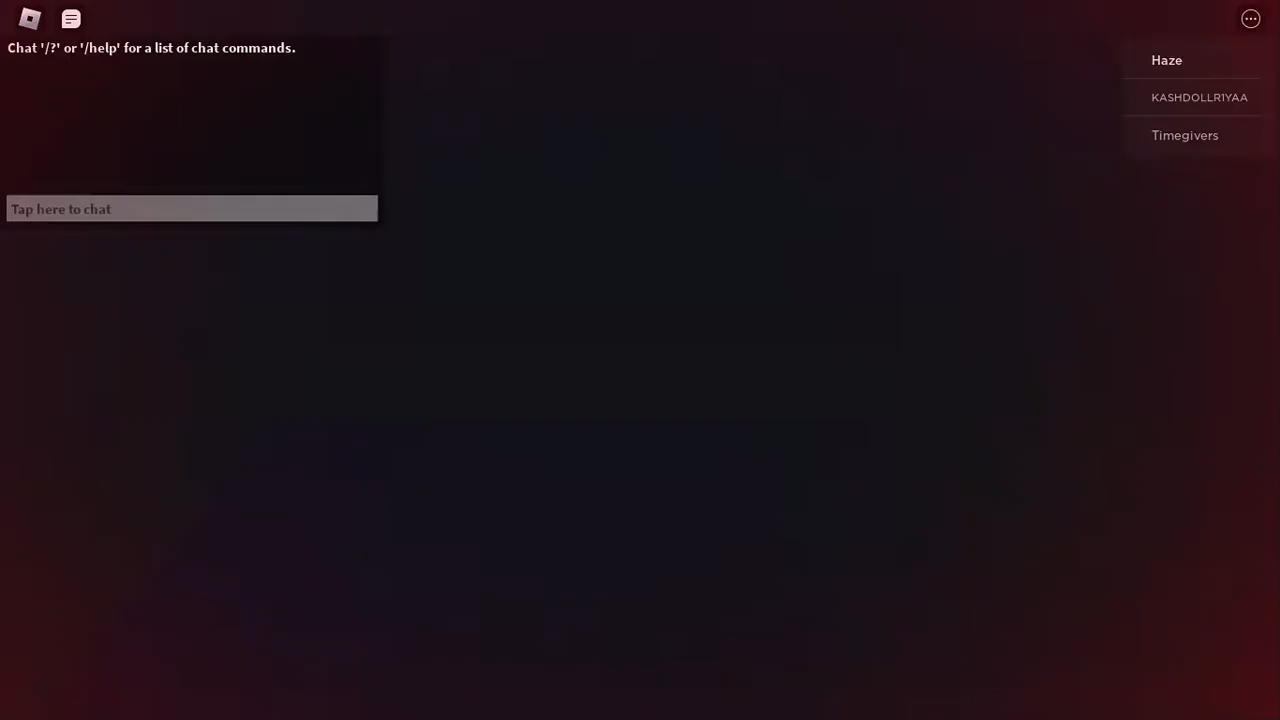 Chat '/?' or '/help' for a list of chat commands.
Tap here to chat
Haze
KASHDOLLR1YAA
Timegivers